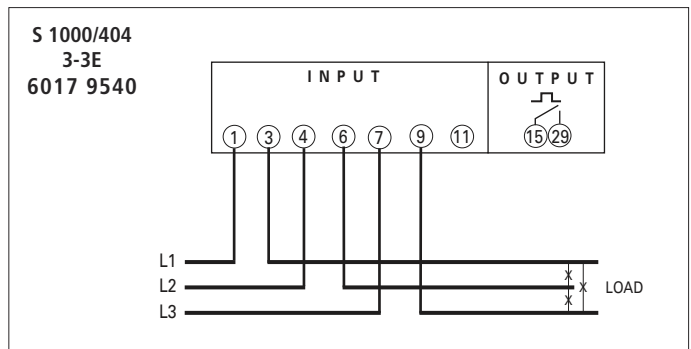 S 1000/404
3-3E
6017 9540
INPUT
OUTPUT
1 3 4 6 7 9 11
15 29
L1
L2
L3
LOAD